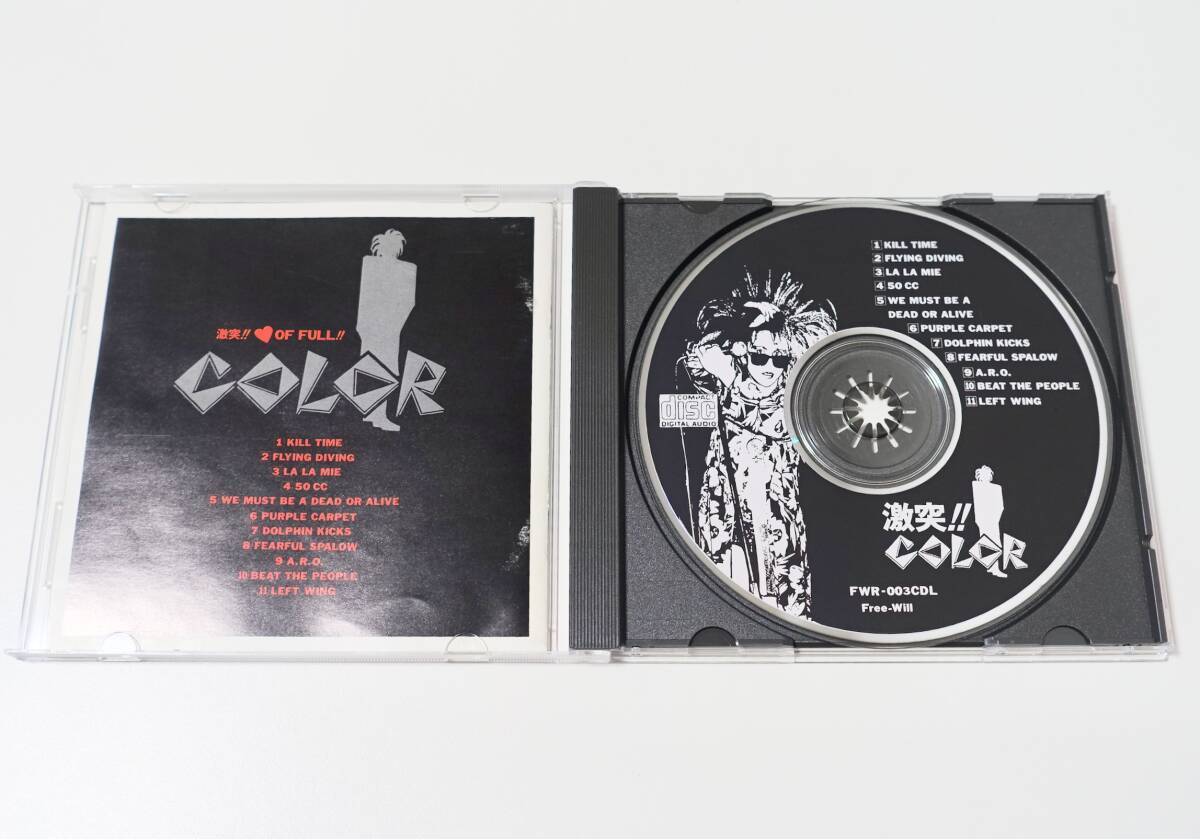 激突!! ♥OF FULL!!
COLOR
1 KILL TIME
2 FLYING DIVING
3 LA LA MIE
4 50 CC
5 WE MUST BE A DEAD OR ALIVE
6 PURPLE CARPET
7 DOLPHIN KICKS
8 FEARFUL SPALOW
9 A.R.O.
10 BEAT THE PEOPLE
11 LEFT WING
1 KILL TIME
2 FLYING DIVING
3 LA LA MIE
4 50 CC
5 WE MUST BE A
DEAD OR ALIVE
6 PURPLE CARPET
7 DOLPHIN KICKS
8 FEARFUL SPALOW
9 A.R.O.
10 BEAT THE PEOPLE
11 LEFT WING
COMPACT
disc
DIGITAL AUDIO
激突!!
COLOR
FWR-003CDL
Free-Will